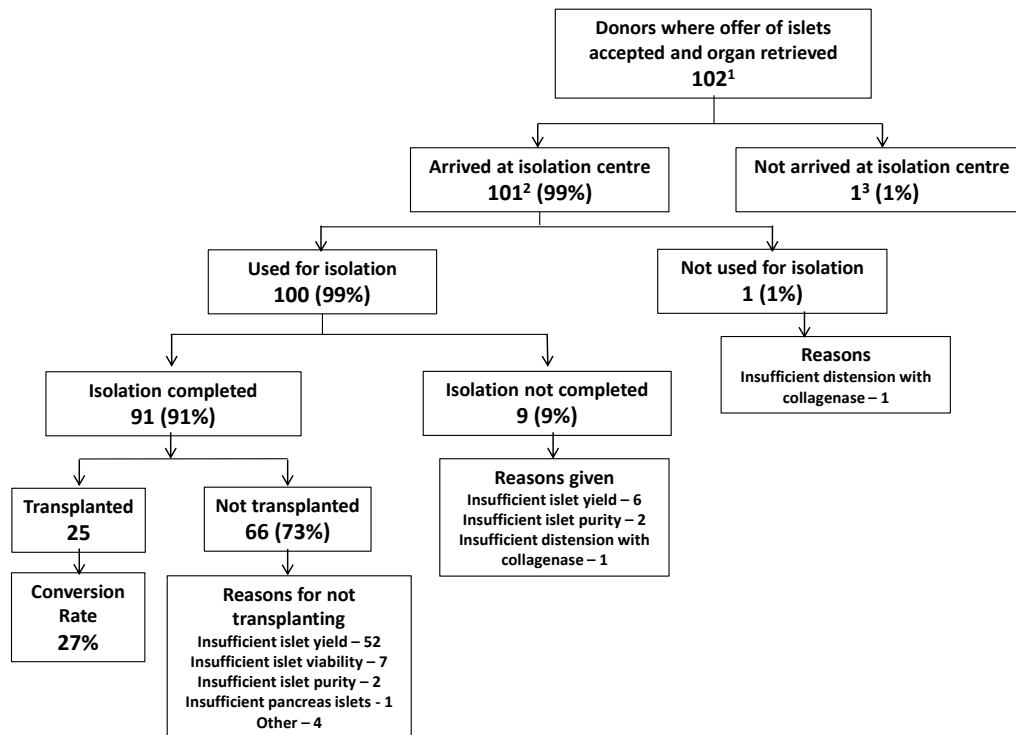 Donors where offer of islets
accepted and organ retrieved
102¹
Arrived at isolation centre
101² (99%)
Not arrived at isolation centre
1³ (1%)
Used for isolation
100 (99%)
Not used for isolation
1 (1%)
Reasons
Insufficient distension with
collagenase – 1
Isolation completed
91 (91%)
Isolation not completed
9 (9%)
Reasons given
Insufficient islet yield – 6
Insufficient islet purity – 2
Insufficient distension with
collagenase – 1
Transplanted
25
Not transplanted
66 (73%)
Conversion
Rate
27%
Reasons for not
transplanting
Insufficient islet yield – 52
Insufficient islet viability – 7
Insufficient islet purity – 2
Insufficient pancreas islets - 1
Other – 4